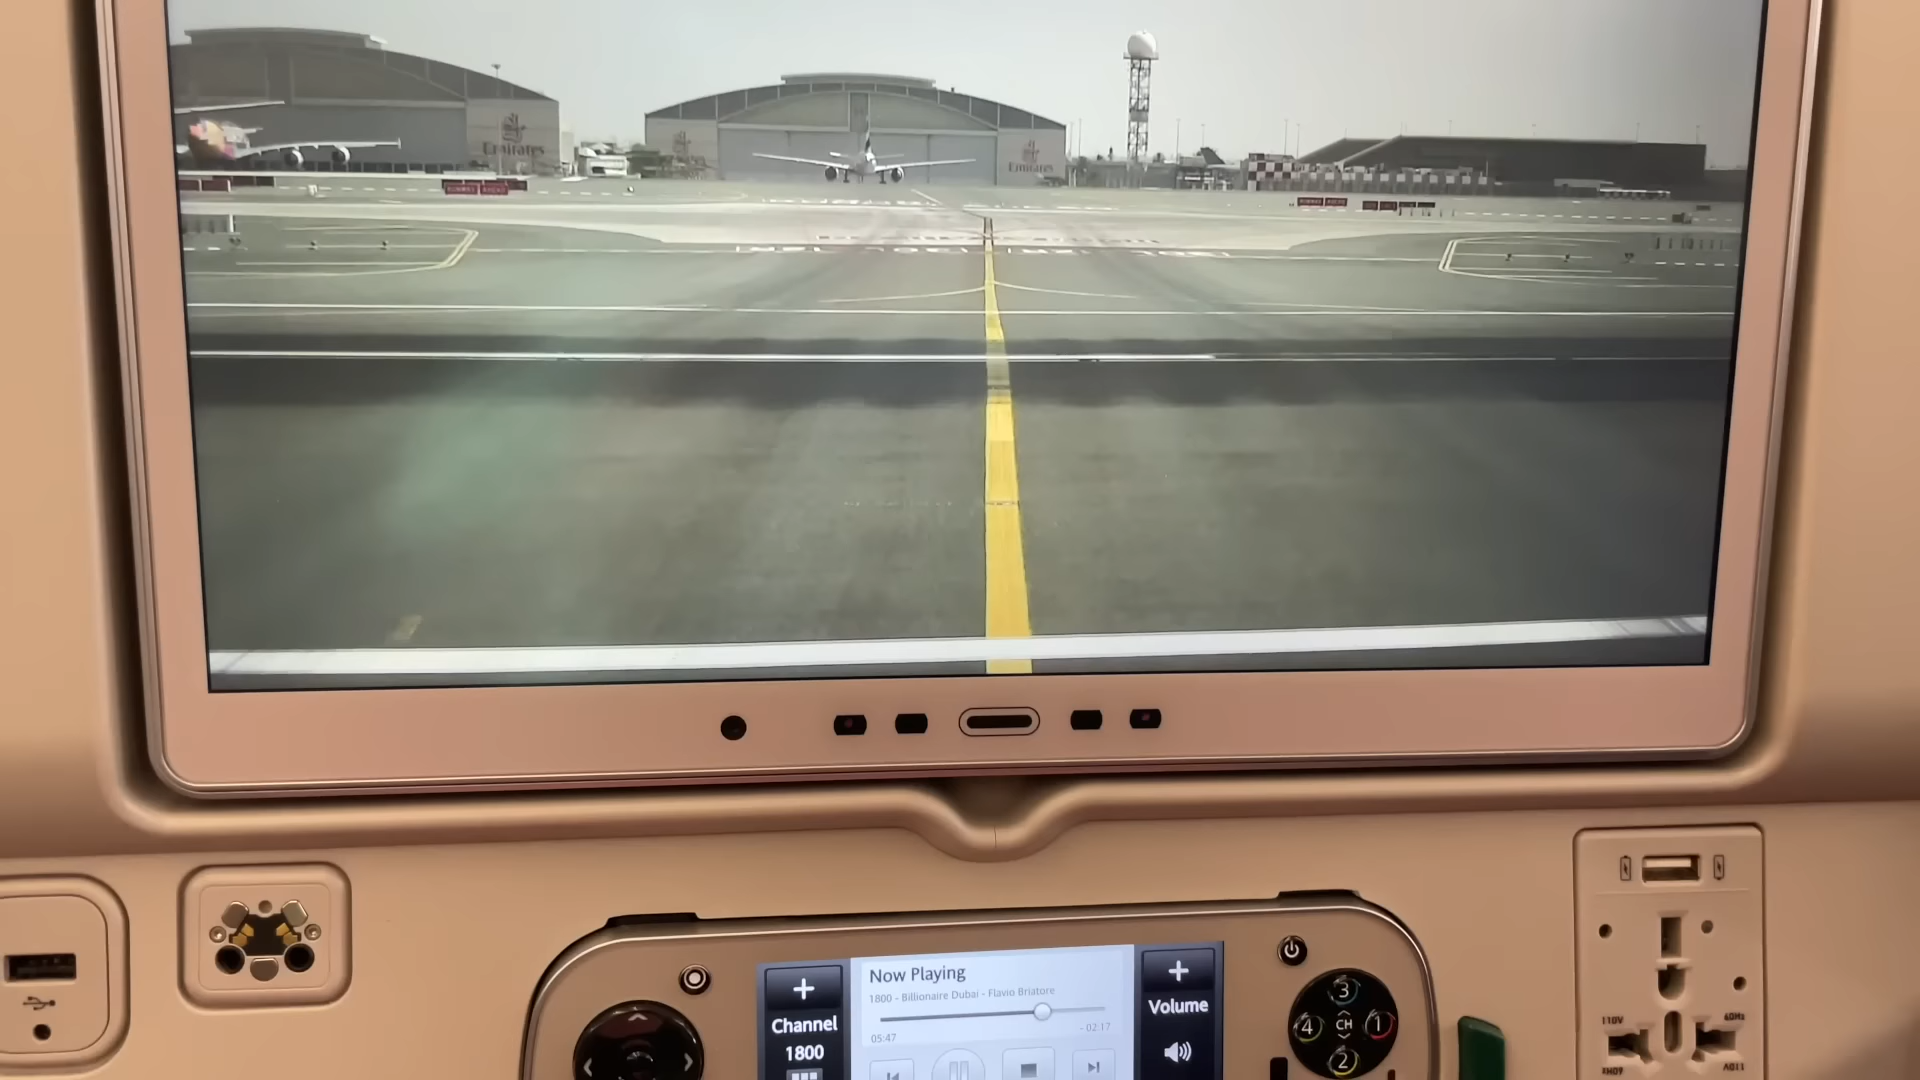 Emirates
Emirates
Now Playing
1800 - Billionaire Dubai - Flavio Briatore
05:47
- 02:17
Channel
1800
Volume
3
4
CH
1
2
110V
60Hz